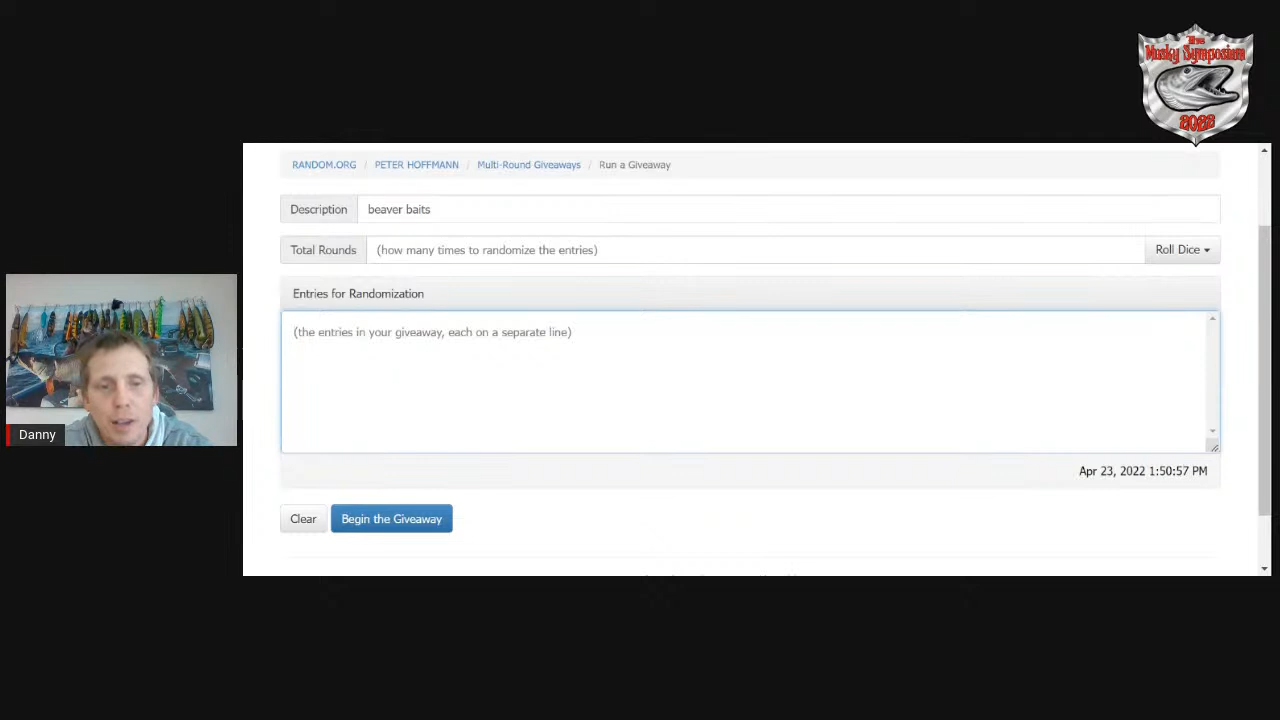 The
Musky Symposium
2022
RANDOM.ORG / PETER HOFFMANN / Multi-Round Giveaways / Run a Giveaway
Description beaver baits
Total Rounds (how many times to randomize the entries) Roll Dice
Entries for Randomization
(the entries in your giveaway, each on a separate line)
Danny
Apr 23, 2022 1:50:57 PM
Clear Begin the Giveaway